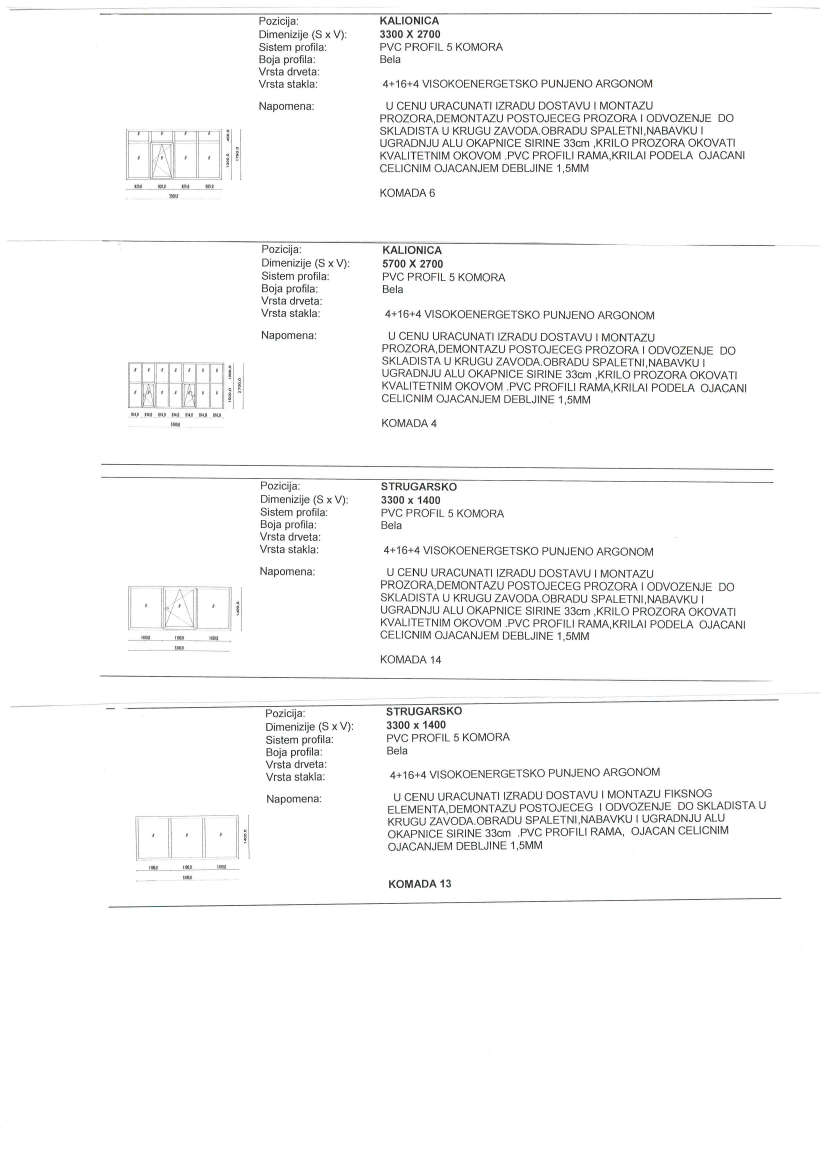 Pozicija: KALIONICA
Dimenizije (S x V): 3300 X 2700
Sistem profila: PVC PROFIL 5 KOMORA
Boja profila: Bela
Vrsta drveta:
Vrsta stakla: 4+16+4 VISOKOENERGETSKO PUNJENO ARGONOM
Napomena: U CENU URACUNATI IZRADU DOSTAVU I MONTAZU
PROZORA,DEMONTAZU POSTOJECEG PROZORA I ODVOZENJE DO
SKLADISTA U KRUGU ZAVODA.OBRADU SPALETNI,NABAVKU I
UGRADNJU ALU OKAPNICE SIRINE 33cm ,KRILO PROZORA OKOVATI
KVALITETNIM OKOVOM .PVC PROFILI RAMA,KRILAI PODELA OJACANI
CELICNIM OJACANJEM DEBLJINE 1,5MM
KOMADA 6
Pozicija: KALIONICA
Dimenizije (S x V): 5700 X 2700
Sistem profila: PVC PROFIL 5 KOMORA
Boja profila: Bela
Vrsta drveta:
Vrsta stakla: 4+16+4 VISOKOENERGETSKO PUNJENO ARGONOM
Napomena: U CENU URACUNATI IZRADU DOSTAVU I MONTAZU
PROZORA,DEMONTAZU POSTOJECEG PROZORA I ODVOZENJE DO
SKLADISTA U KRUGU ZAVODA.OBRADU SPALETNI,NABAVKU I
UGRADNJU ALU OKAPNICE SIRINE 33cm ,KRILO PROZORA OKOVATI
KVALITETNIM OKOVOM .PVC PROFILI RAMA,KRILAI PODELA OJACANI
CELICNIM OJACANJEM DEBLJINE 1,5MM
KOMADA 4
Pozicija: STRUGARSKO
Dimenizije (S x V): 3300 x 1400
Sistem profila: PVC PROFIL 5 KOMORA
Boja profila: Bela
Vrsta drveta:
Vrsta stakla: 4+16+4 VISOKOENERGETSKO PUNJENO ARGONOM
Napomena: U CENU URACUNATI IZRADU DOSTAVU I MONTAZU
PROZORA,DEMONTAZU POSTOJECEG PROZORA I ODVOZENJE DO
SKLADISTA U KRUGU ZAVODA.OBRADU SPALETNI,NABAVKU I
UGRADNJU ALU OKAPNICE SIRINE 33cm ,KRILO PROZORA OKOVATI
KVALITETNIM OKOVOM .PVC PROFILI RAMA,KRILAI PODELA OJACANI
CELICNIM OJACANJEM DEBLJINE 1,5MM
KOMADA 14
Pozicija: STRUGARSKO
Dimenizije (S x V): 3300 x 1400
Sistem profila: PVC PROFIL 5 KOMORA
Boja profila: Bela
Vrsta drveta:
Vrsta stakla: 4+16+4 VISOKOENERGETSKO PUNJENO ARGONOM
Napomena: U CENU URACUNATI IZRADU DOSTAVU I MONTAZU FIKSNOG
ELEMENTA,DEMONTAZU POSTOJECEG I ODVOZENJE DO SKLADISTA U
KRUGU ZAVODA.OBRADU SPALETNI,NABAVKU I UGRADNJU ALU
OKAPNICE SIRINE 33cm .PVC PROFILI RAMA, OJACAN CELICNIM
OJACANJEM DEBLJINE 1,5MM
KOMADA 13